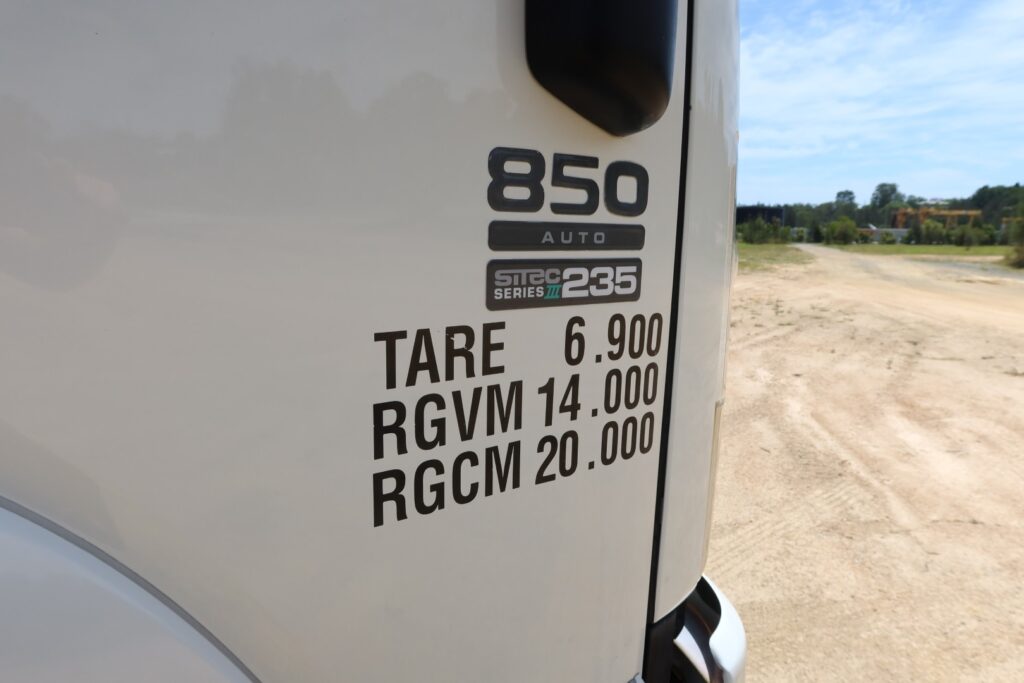 850
AUTO
SITEC
SERIES III 235
TARE 6.900
RGVM 14.000
RGCM 20.000